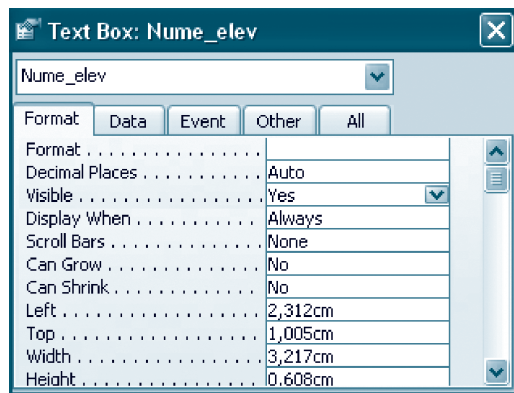 Text Box: Nume_elev
Nume_elev
Format Data Event Other All
Format . . . . . . . . . . . . . . . . .
Decimal Places . . . . . . . . . . . Auto
Visible . . . . . . . . . . . . . . . . . . Yes
Display When . . . . . . . . . . . . Always
Scroll Bars . . . . . . . . . . . . . . . None
Can Grow . . . . . . . . . . . . . . . No
Can Shrink . . . . . . . . . . . . . . . No
Left . . . . . . . . . . . . . . . . . . . . 2,312cm
Top . . . . . . . . . . . . . . . . . . . . 1,005cm
Width . . . . . . . . . . . . . . . . . . 3,217cm
Height . . . . . . . . . . . . . . . . . 0,608cm